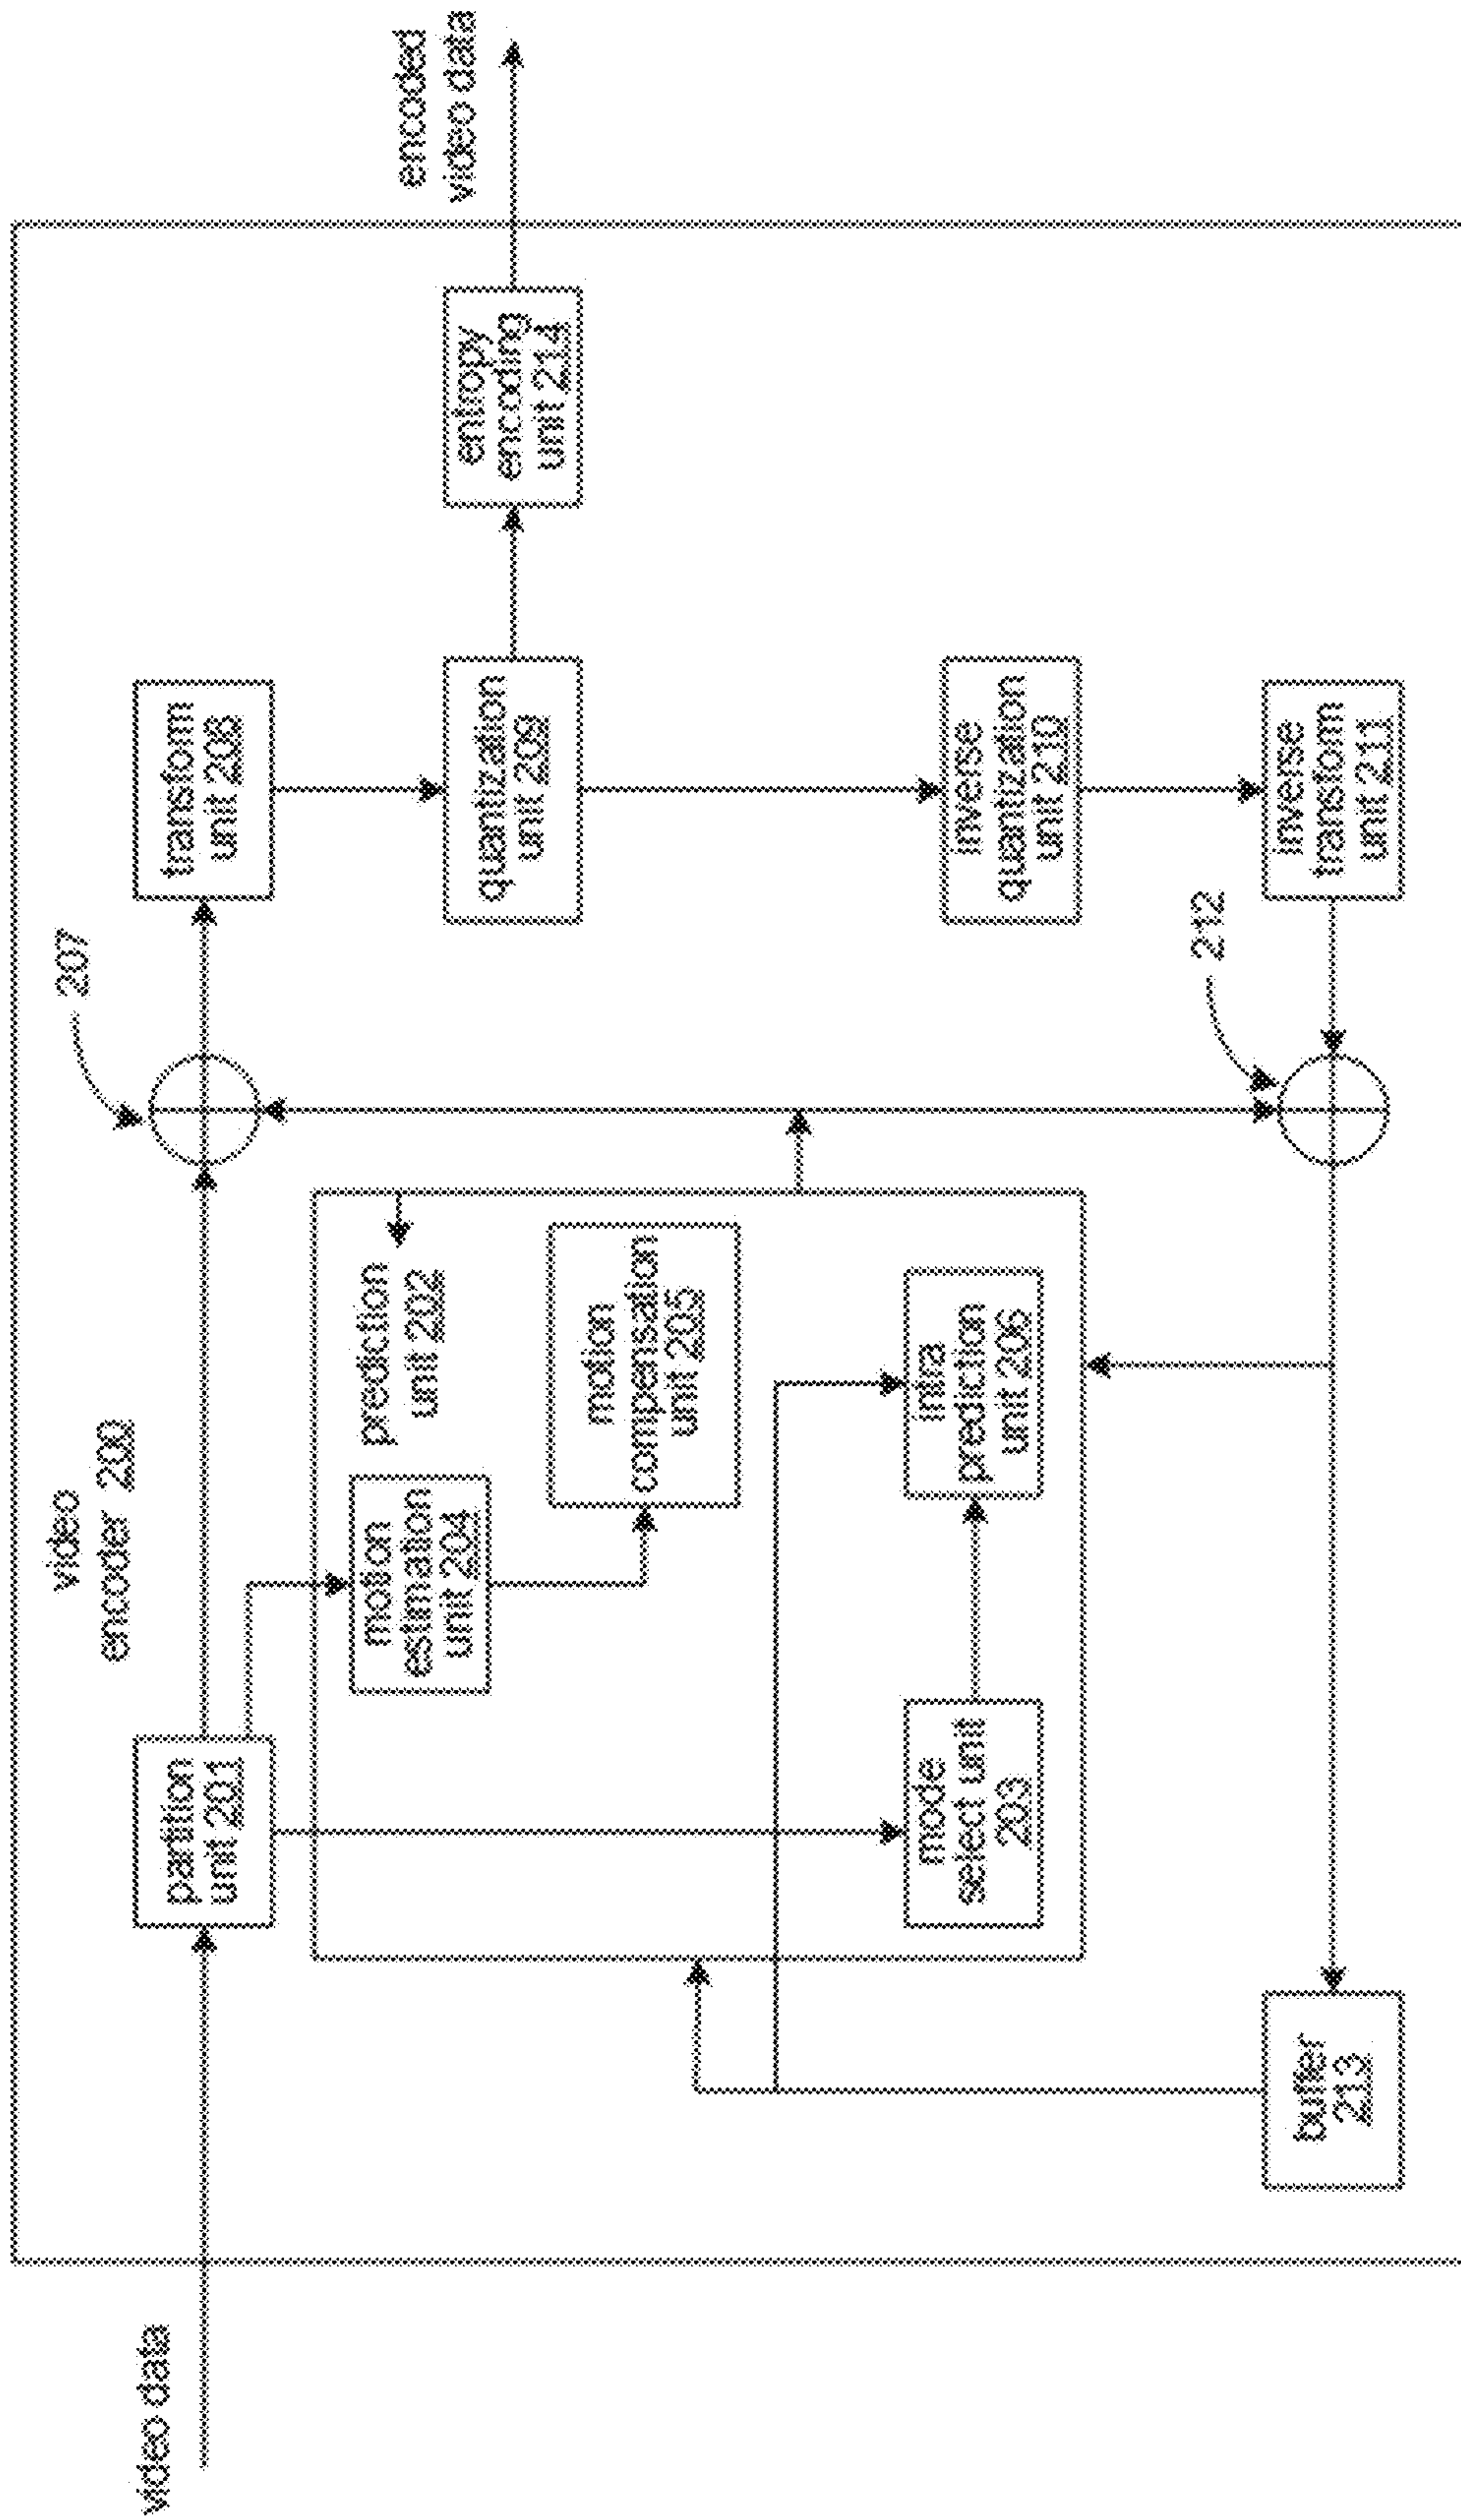 video data
video
encoder 200
partition
unit 201
207
transform
unit 208
encoded
video data
prediction
unit 202
motion
estimation
unit 204
motion
compensation
unit 205
quantization
unit 209
entropy
encoding
unit 214
mode
select unit
203
intra
prediction
unit 206
inverse
quantization
unit 210
212
inverse
transform
unit 211
buffer
213